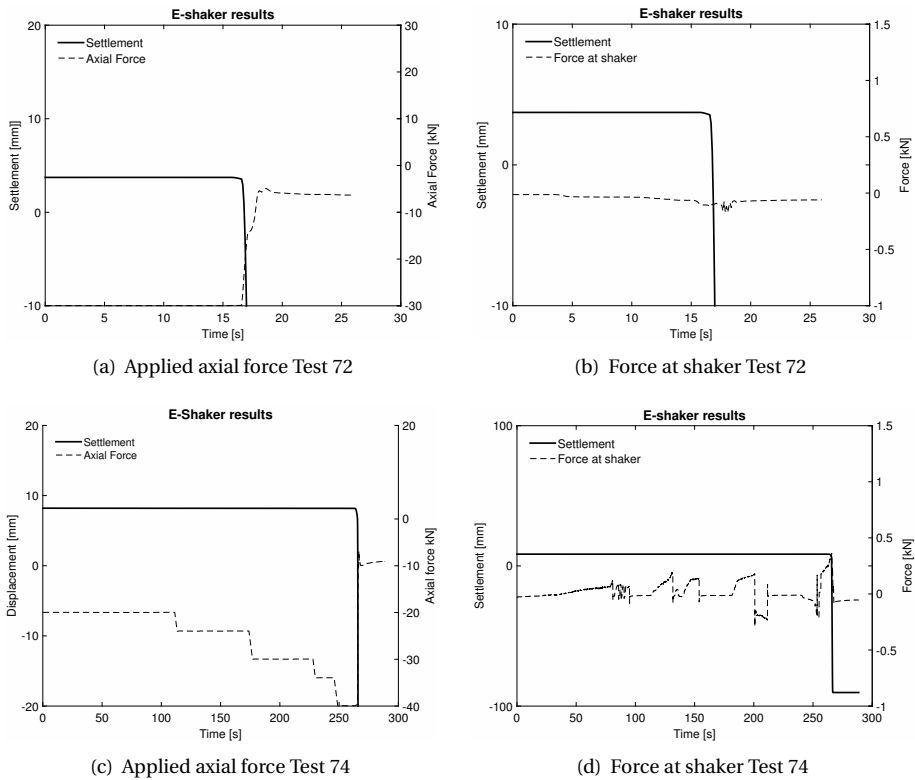 E-shaker results
Settlement
Axial Force
Settlement [mm]]
Axial Force [kN]
20
10
0
-10
30
20
10
0
-10
-20
-30
0 5 10 15 20 25 30
Time [s]
(a) Applied axial force Test 72
E-shaker results
Settlement
Force at shaker
Settlement [mm]
Force [kN]
10
5
0
-5
-10
1.5
1
0.5
0
-0.5
-1
0 5 10 15 20 25 30
Time [s]
(b) Force at shaker Test 72
E-Shaker results
Settlement
Axial Force
Displacement [mm]
Axial force kN]
20
10
0
-10
-20
20
10
0
-10
-20
-30
-40
0 50 100 150 200 250 300
Time [s]
(c) Applied axial force Test 74
E-shaker results
Settlement
Force at shaker
Settlement [mm]
Force [kN]
100
50
0
-50
-100
1.5
1
0.5
0
-0.5
-1
0 50 100 150 200 250 300
Time [s]
(d) Force at shaker Test 74